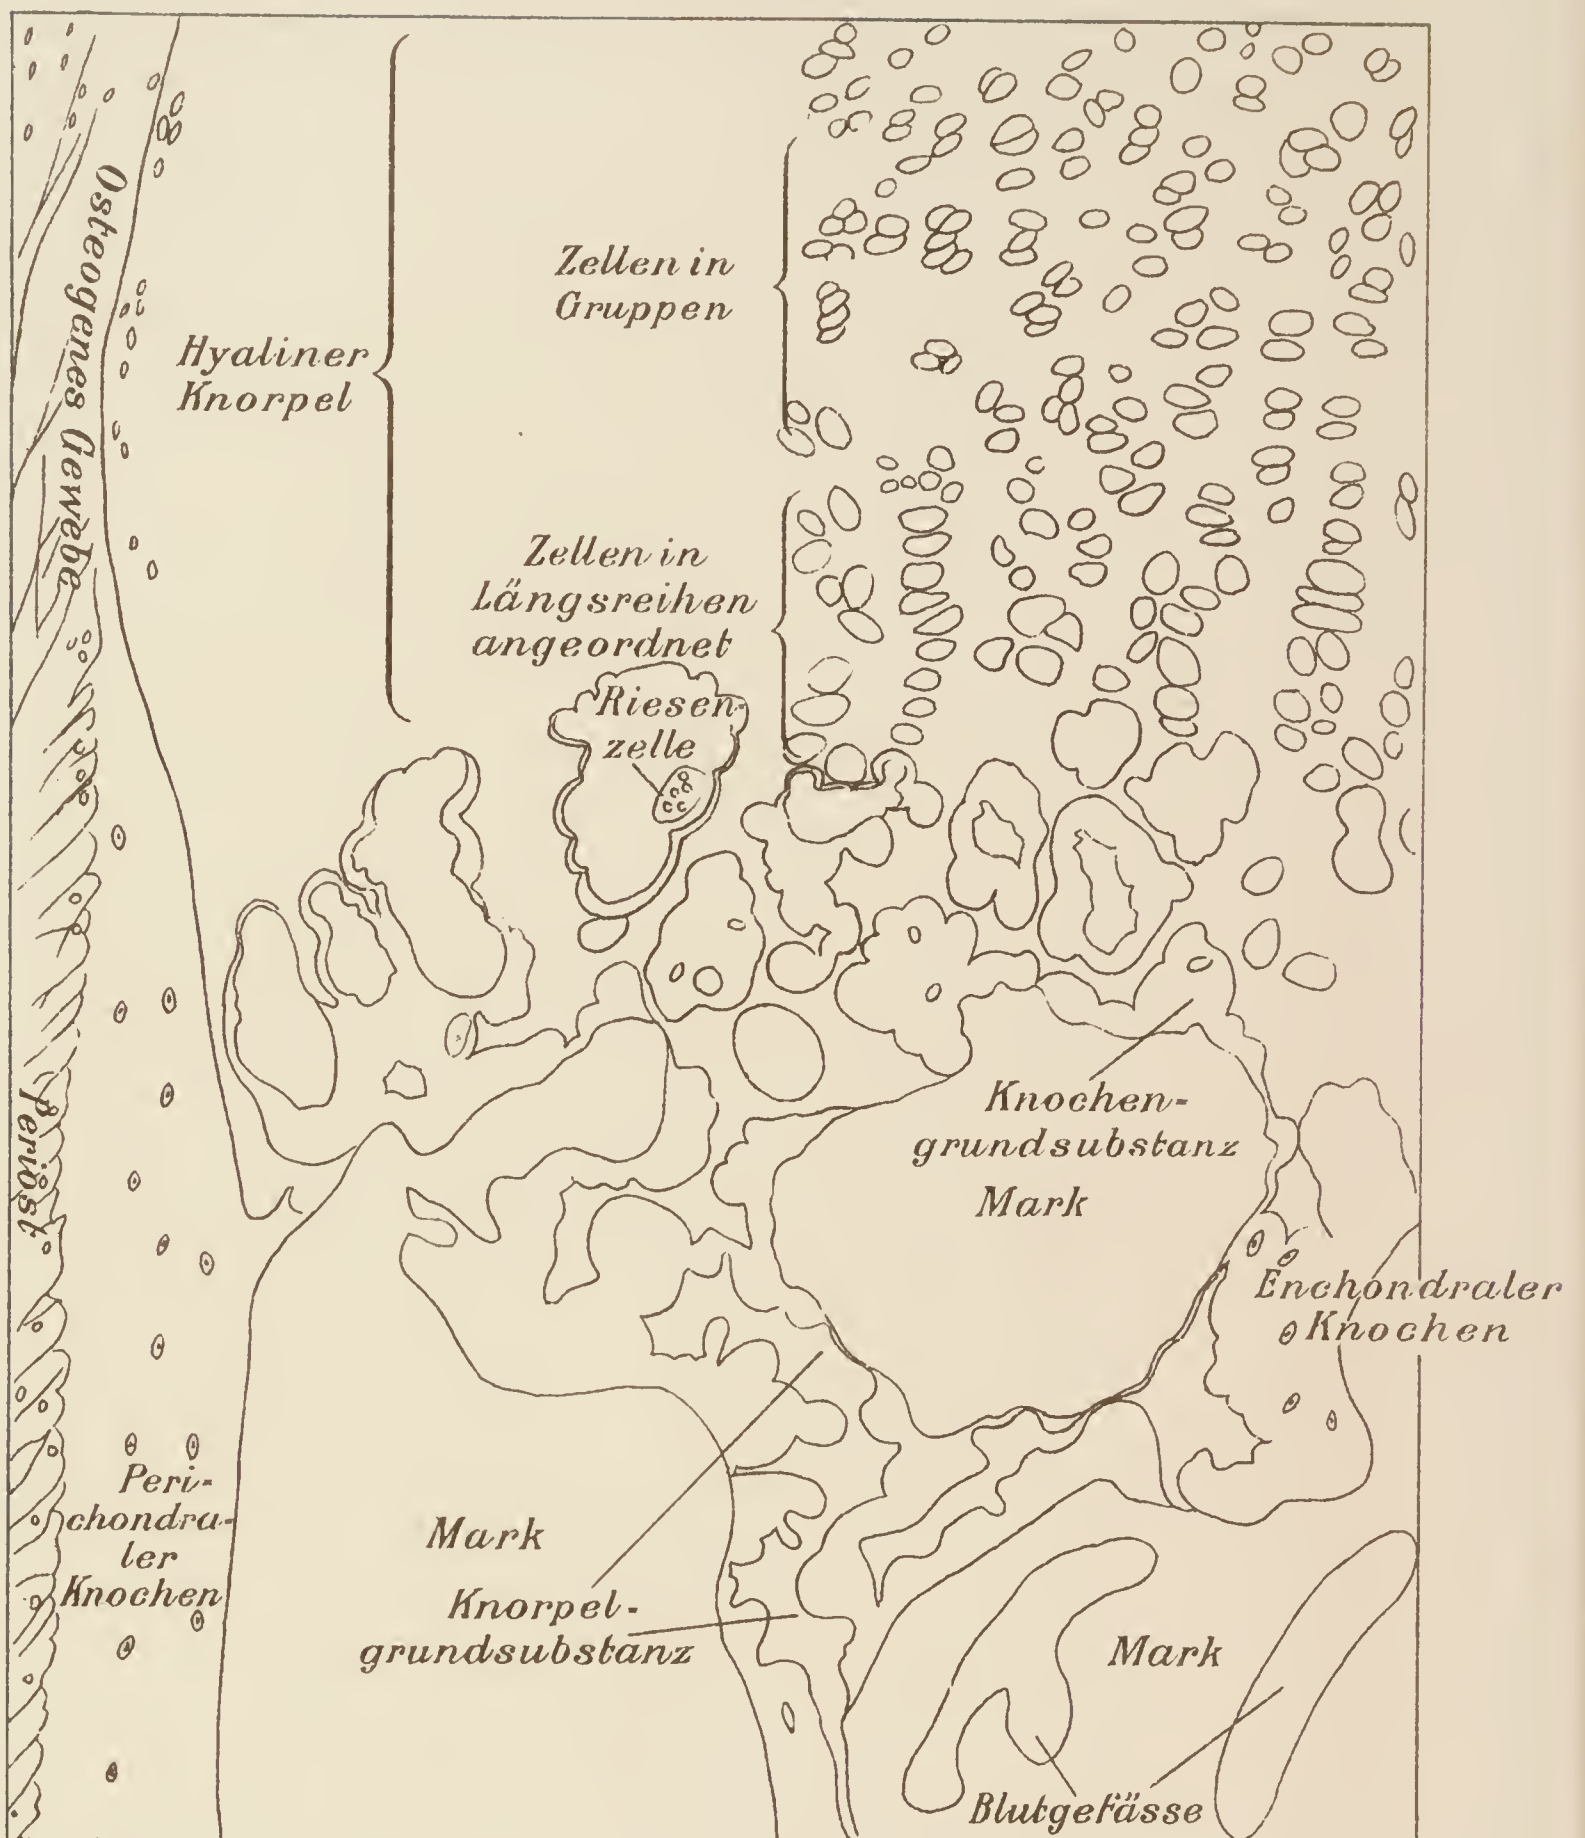 Osteogenes Gewebe
Zellen in
Gruppen
Hyaliner
Knorpel
Zellen in
Längsreihen
angeordnet
Riesen-
zelle
Periost
Knochen-
grundsubstanz
Mark
Enchondraler
Knochen
Peri-
chondra-
ler
Knochen
Mark
Knorpel-
grundsubstanz
Mark
Blutgefässe